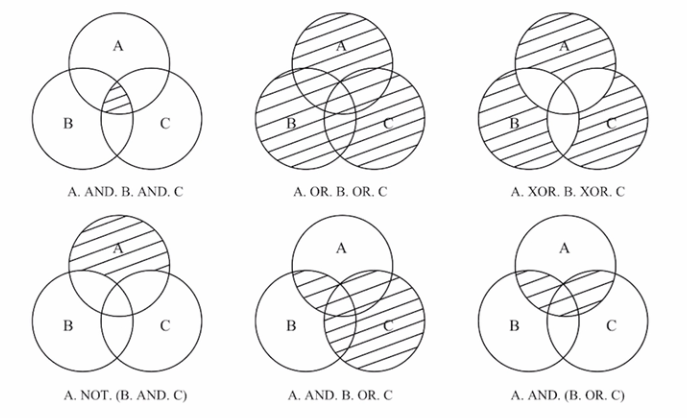 A A A
B C B C B C
A. AND. B. AND. C A. OR. B. OR. C A. XOR. B. XOR. C
A A A
B C B C B C
A. NOT. (B. AND. C) A. AND. B. OR. C A. AND. (B. OR. C)